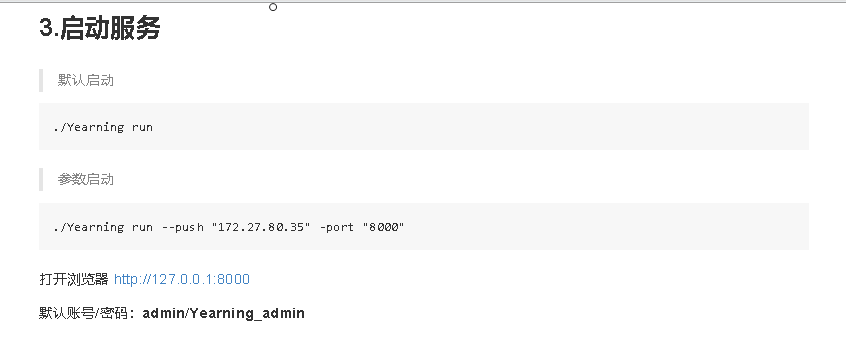 3.启动服务
默认启动
./Yearning run
参数启动
./Yearning run --push "172.27.80.35" -port "8000"
打开浏览器 http://127.0.0.1:8000
默认账号/密码：admin/Yearning_admin